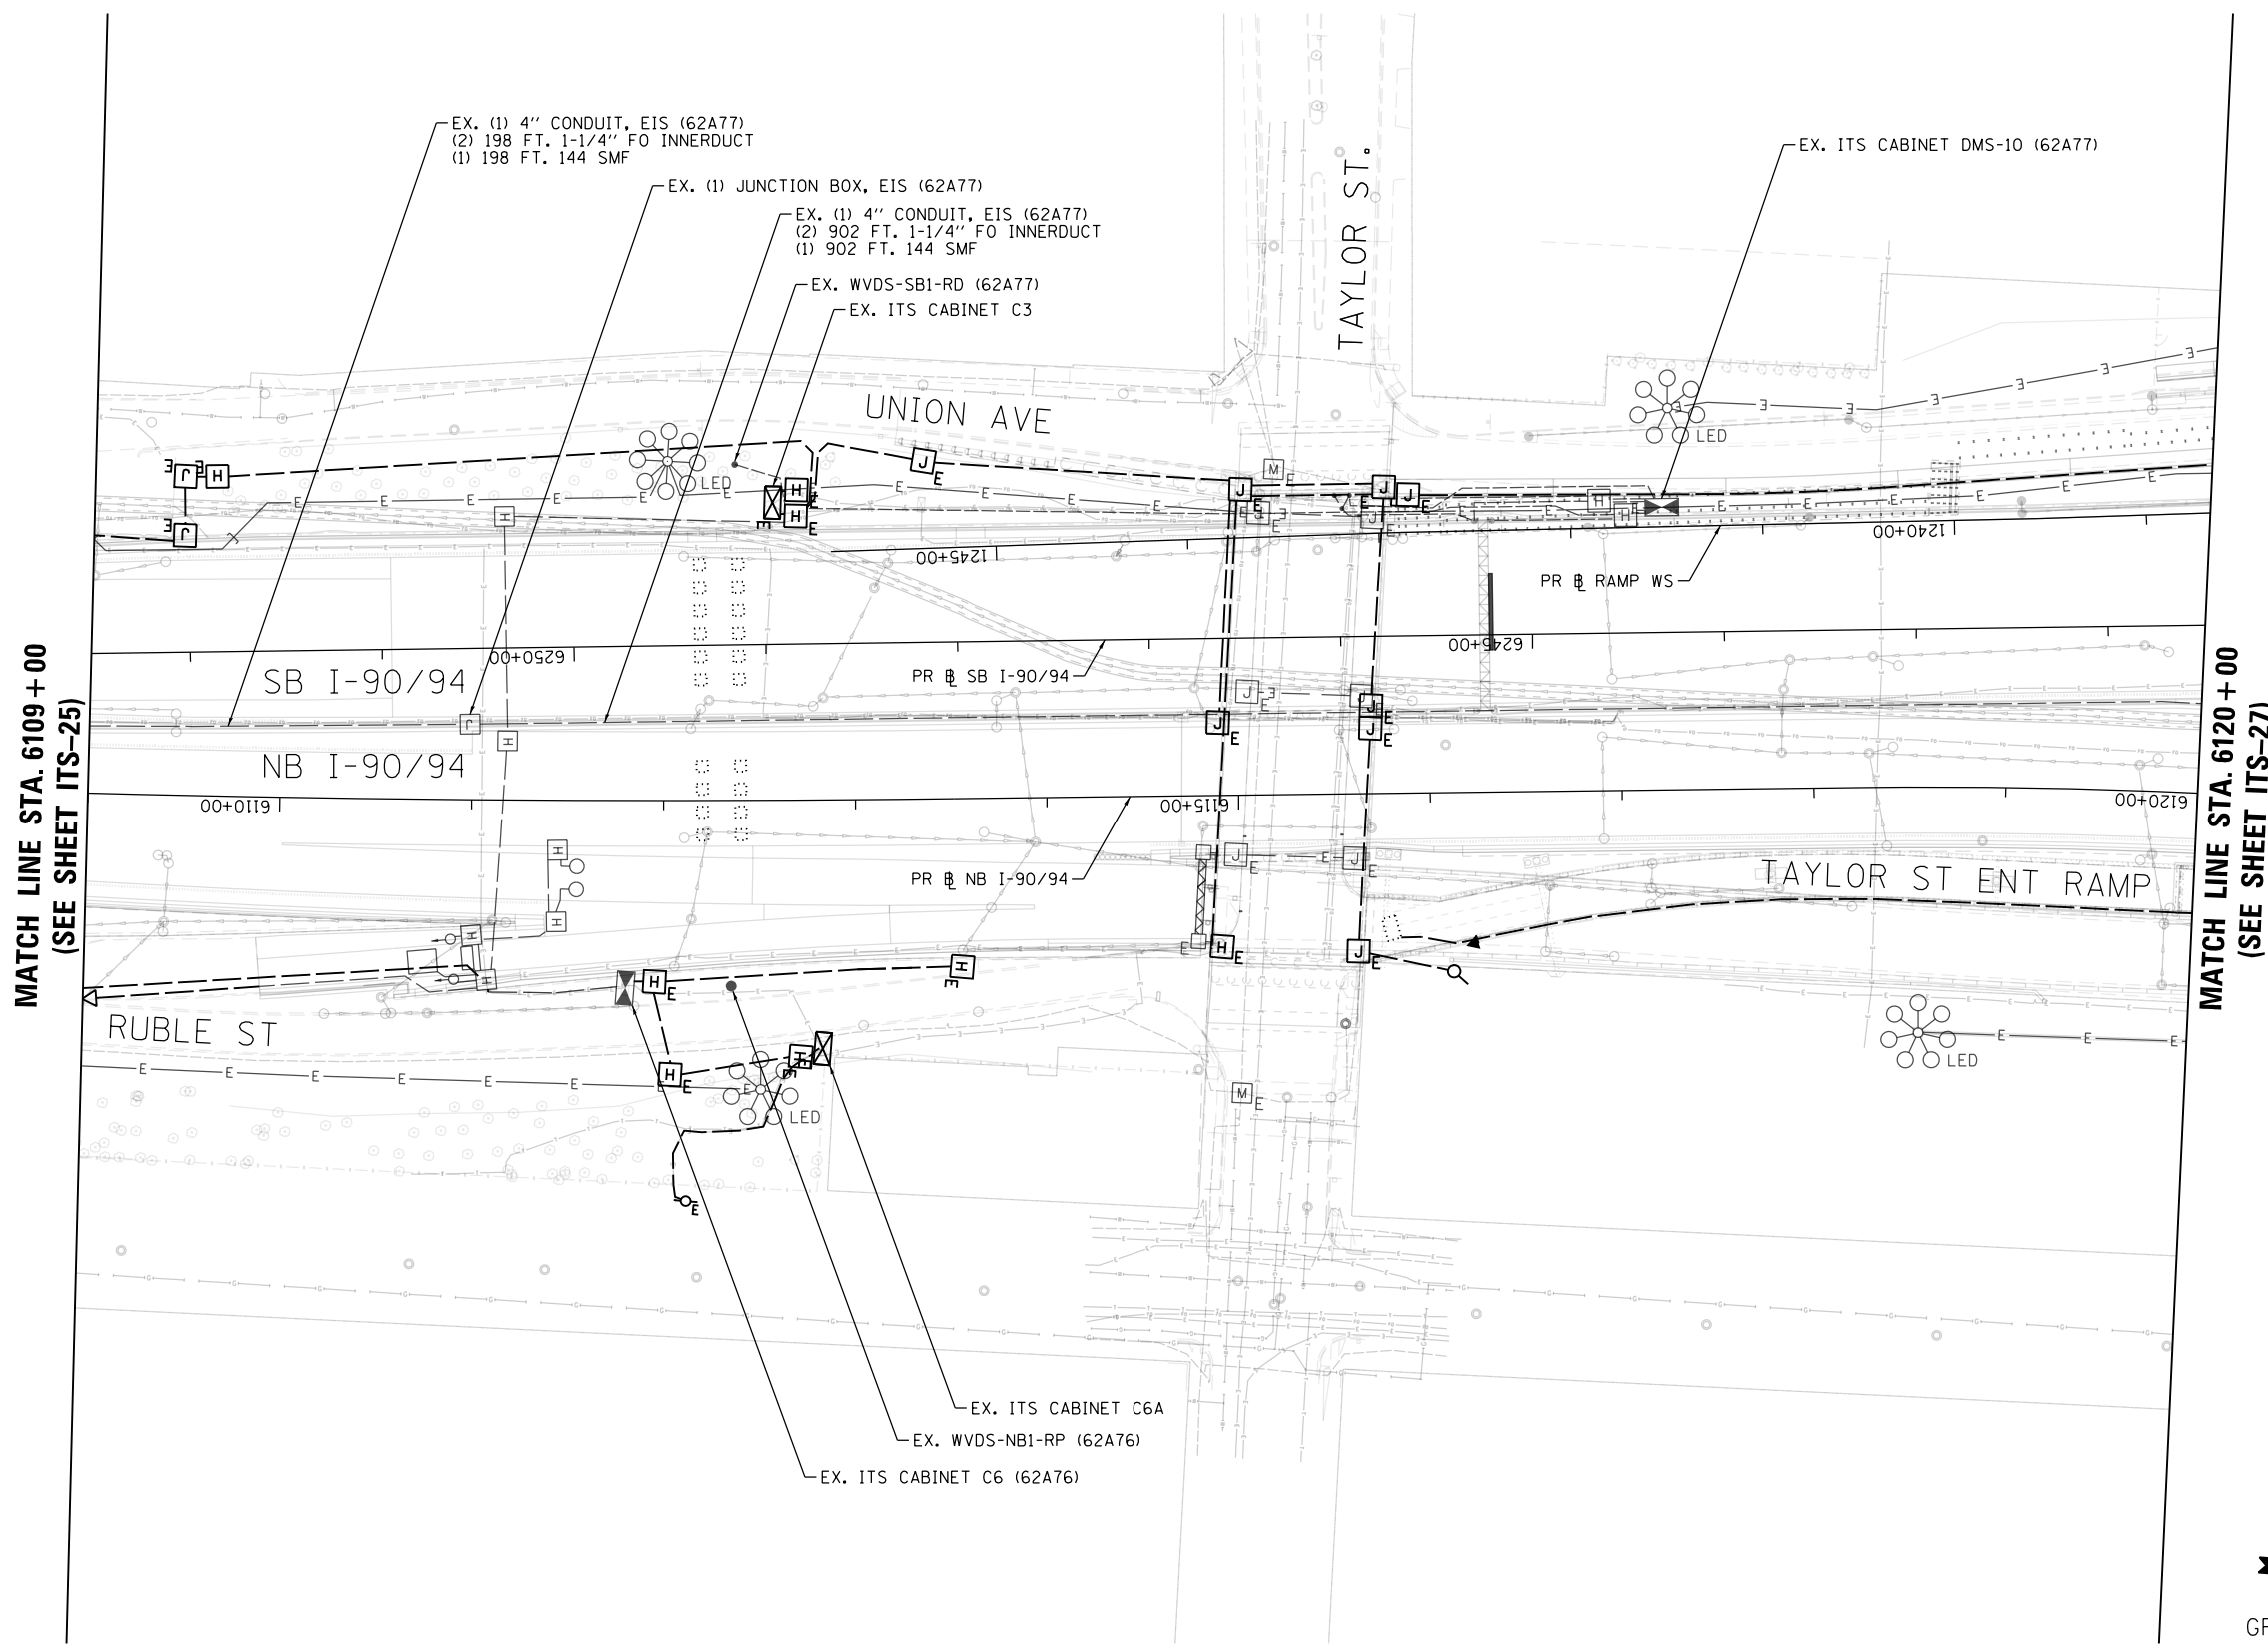 EX. (1) 4" CONDUIT, EIS (62A77)
(2) 198 FT. 1-1/4" FO INNERDUCT
(1) 198 FT. 144 SMF
EX. (1) JUNCTION BOX, EIS (62A77)
EX. (1) 4" CONDUIT, EIS (62A77)
(2) 902 FT. 1-1/4" FO INNERDUCT
(1) 902 FT. 144 SMF
EX. WVDS-SB1-RD (62A77)
EX. ITS CABINET C3
TAYLOR ST.
EX. ITS CABINET DMS-10 (62A77)
UNION AVE
LED
LED
1245+00
1240+00
PR BL RAMP WS
6250+00
6245+00
PR BL SB I-90/94
SB I-90/94
NB I-90/94
MATCH LINE STA. 6109+00
(SEE SHEET ITS-25)
MATCH LINE STA. 6120+00
(SEE SHEET ITS-27)
6110+00
6115+00
6120+00
PR BL NB I-90/94
TAYLOR ST ENT RAMP
RUBLE ST
LED
LED
EX. ITS CABINET C6A
EX. WVDS-NB1-RP (62A76)
EX. ITS CABINET C6 (62A76)